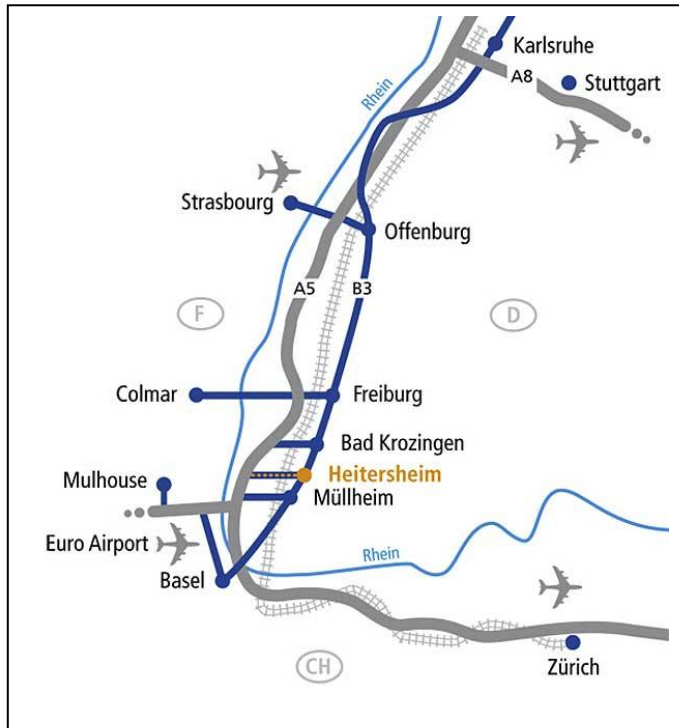 Karlsruhe
A8
Stuttgart
Rhein
Strasbourg
Offenburg
A5
B3
F
D
Colmar
Freiburg
Bad Krozingen
Mulhouse
Heitersheim
Müllheim
Euro Airport
Rhein
Basel
Zürich
CH